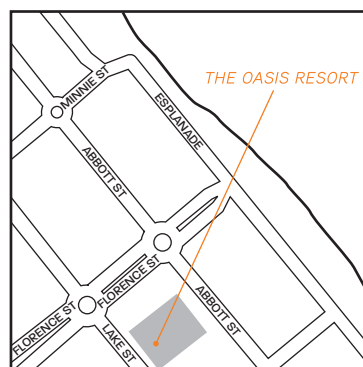 THE OASIS RESORT
MINNIE ST
ESPLANADE
ABBOTT ST
FLORENCE ST
ABBOTT ST
FLORENCE ST
LAKE ST